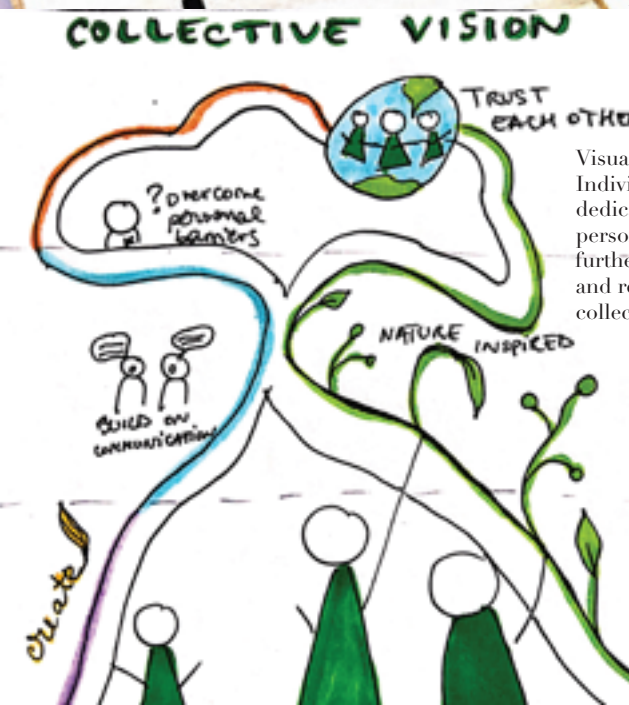 COLLECTIVE VISION
TRUST
EACH OTHE
Visua
Indivi
dedic
perso
furthe
and re
collec
? overcome
personal
barriers
NATURE INSPIRED
BUILD ON
COMMUNICATION
create